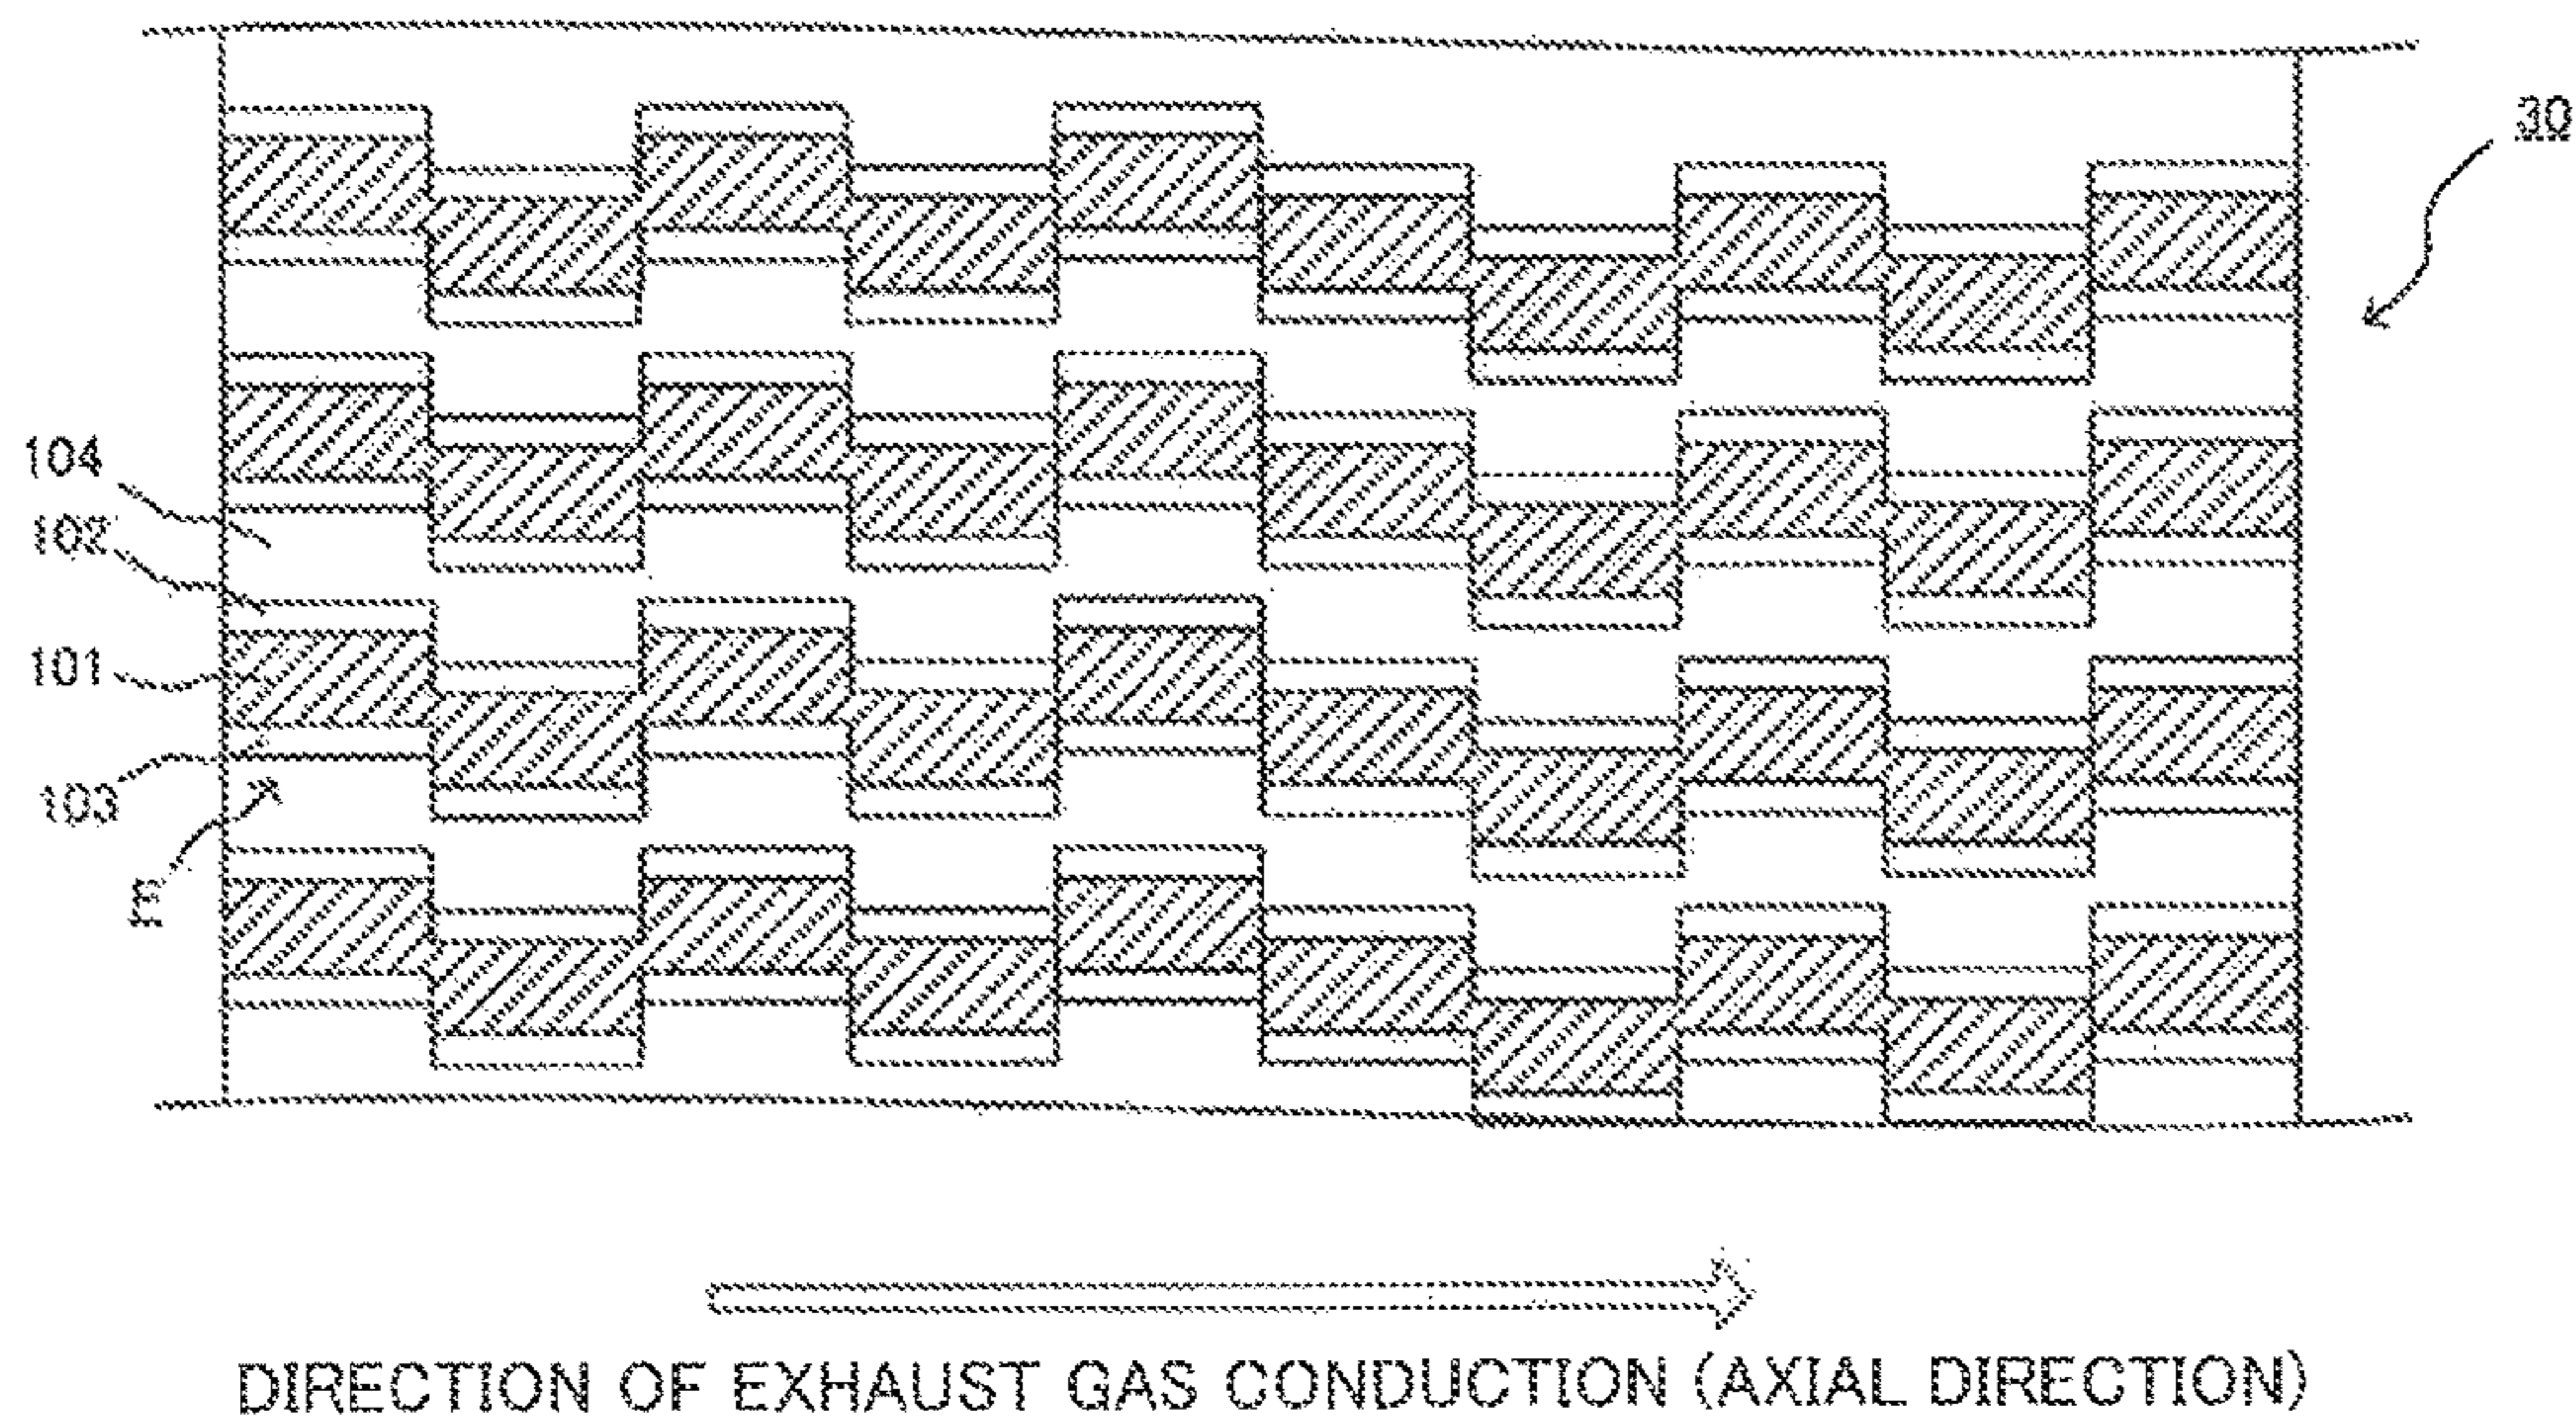 30
104
102
101
103
E
DIRECTION OF EXHAUST GAS CONDUCTION (AXIAL DIRECTION)